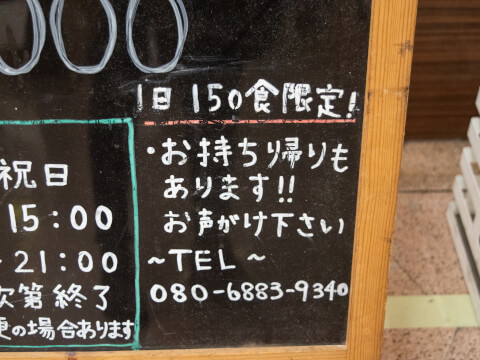 000
1日 150食限定!
・お持ち帰りも
あります!!
お声がけ下さい
~TEL~
080-6883-9340
祝日
15:00
~21:00
次第終了
更の場合あります